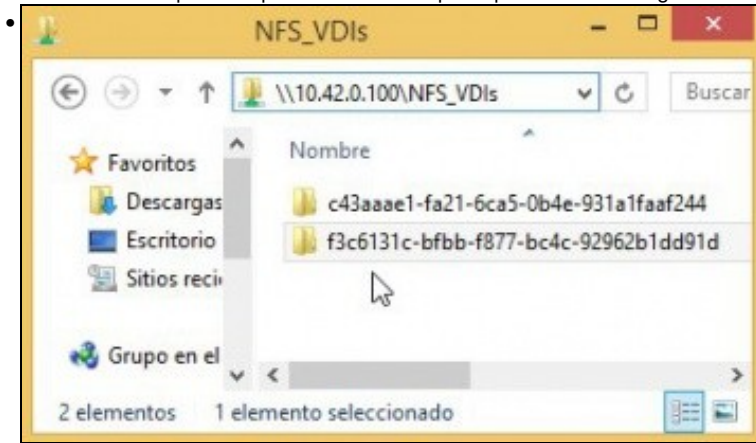 NFS_VDIs
\\10.42.0.100\NFS_VDIs
Buscar
Favoritos
Nombre
Descargas
c43aaae1-fa21-6ca5-0b4e-931a1faaf244
Escritorio
f3c6131c-bfbb-f877-bc4c-92962b1dd91d
Sitios reci
Grupo en el
2 elementos 1 elemento seleccionado